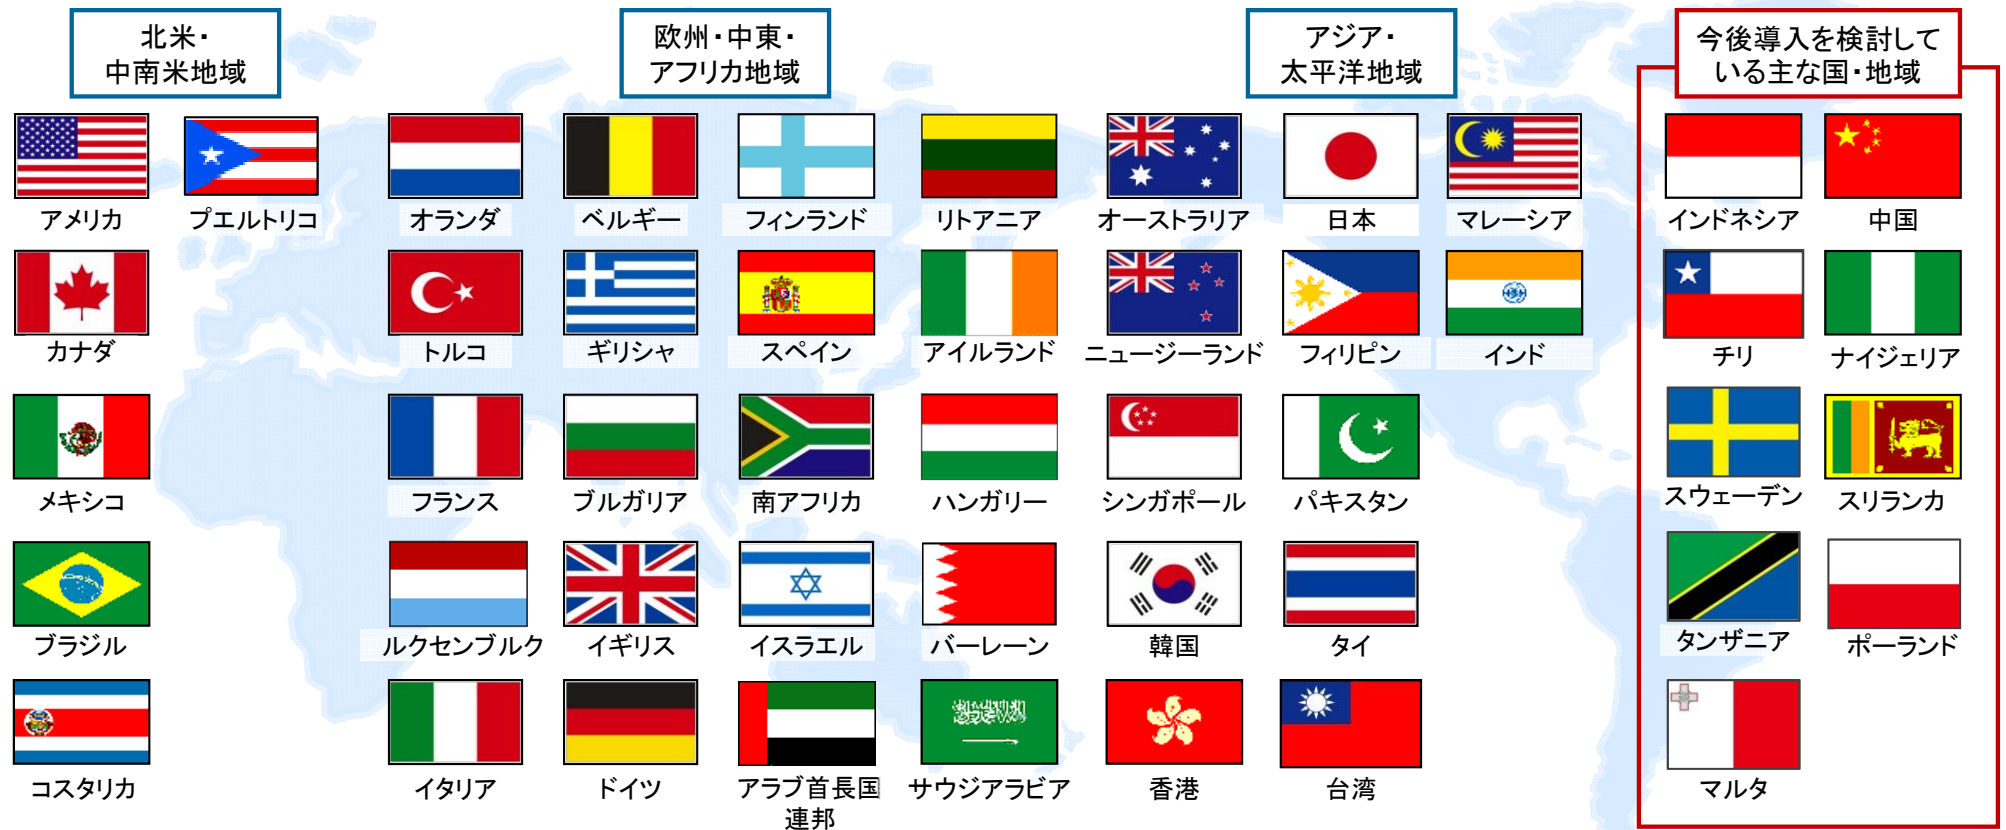 北米・
中南米地域
欧州・中東・
アフリカ地域
アジア・
太平洋地域
今後導入を検討して
いる主な国・地域
アメリカ
プエルトリコ
オランダ
ベルギー
フィンランド
リトアニア
オーストラリア
日本
マレーシア
インドネシア
中国
カナダ
トルコ
ギリシャ
スペイン
アイルランド
ニュージーランド
フィリピン
インド
チリ
ナイジェリア
メキシコ
フランス
ブルガリア
南アフリカ
ハンガリー
シンガポール
パキスタン
スウェーデン
スリランカ
ブラジル
ルクセンブルク
イギリス
イスラエル
バーレーン
韓国
タイ
タンザニア
ポーランド
コスタリカ
イタリア
ドイツ
アラブ首長国
連邦
サウジアラビア
香港
台湾
マルタ